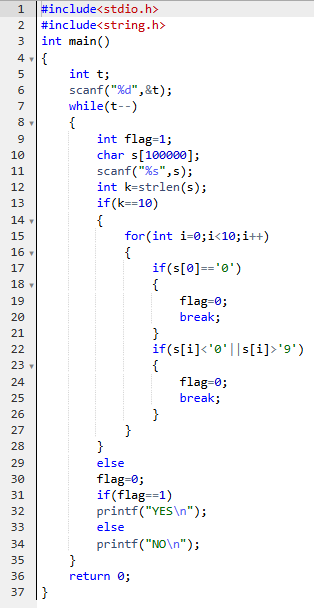 1 #include<stdio.h>
2 #include<string.h>
3 int main()
4 {
5 int t;
6 scanf("%d",&t);
7 while(t--)
8 {
9 int flag=1;
10 char s[100000];
11 scanf("%s",s);
12 int k=strlen(s);
13 if(k==10)
14 {
15 for(int i=0;i<10;i++)
16 {
17 if(s[0]=='0')
18 {
19 flag=0;
20 break;
21 }
22 if(s[i]<'0'||s[i]>'9')
23 {
24 flag=0;
25 break;
26 }
27 }
28 }
29 else
30 flag=0;
31 if(flag==1)
32 printf("YES\n");
33 else
34 printf("NO\n");
35 }
36 return 0;
37 }